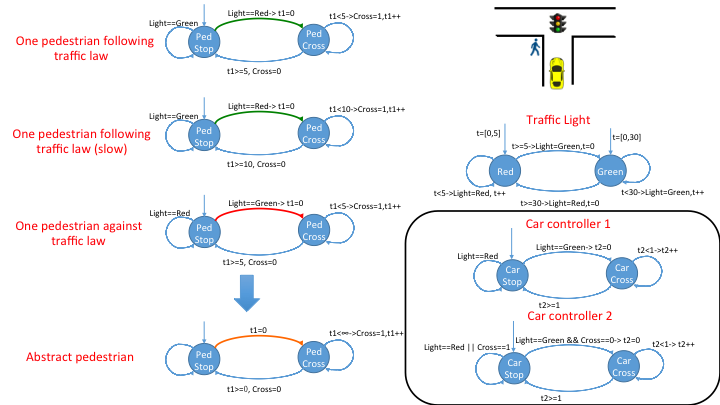 Light==Green
Light==Red-> t1=0
t1<5->Cross=1,t1++
One pedestrian following
traffic law
Ped
Stop
Ped
Cross
t1>=5, Cross=0
Light==Green
Light==Red-> t1=0
t1<10->Cross=1,t1++
One pedestrian following
traffic law (slow)
Ped
Stop
Ped
Cross
t1>=10, Cross=0
Light==Red
Light==Green-> t1=0
t1<5->Cross=1,t1++
One pedestrian against
traffic law
Ped
Stop
Ped
Cross
t1>=5, Cross=0
t1=0
t1<∞->Cross=1,t1++
Abstract pedestrian
Ped
Stop
Ped
Cross
t1>=0, Cross=0
Traffic Light
t=[0,5]
t=[0,30]
t>=5->Light=Green,t=0
Red
Green
t<5->Light=Red, t++
t<30->Light=Green,t++
t>=30->Light=Red,t=0
Car controller 1
Light==Green-> t2=0
t2<1->t2++
Light==Red
Car
Stop
Car
Cross
t2>=1
Car controller 2
Light==Green && Cross==0-> t2=0
t2<1-> t2++
Light==Red || Cross==1
Car
Stop
Car
Cross
t2>=1